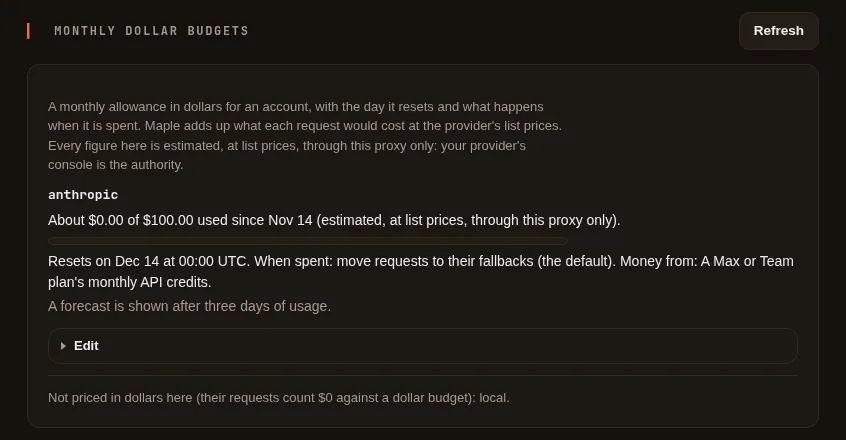 MONTHLY DOLLAR BUDGETS
Refresh
A monthly allowance in dollars for an account, with the day it resets and what happens
when it is spent. Maple adds up what each request would cost at the provider's list prices.
Every figure here is estimated, at list prices, through this proxy only: your provider's
console is the authority.
anthropic
About $0.00 of $100.00 used since Nov 14 (estimated, at list prices, through this proxy only).
Resets on Dec 14 at 00:00 UTC. When spent: move requests to their fallbacks (the default). Money from: A Max or Team
plan's monthly API credits.
A forecast is shown after three days of usage.
Edit
Not priced in dollars here (their requests count $0 against a dollar budget): local.